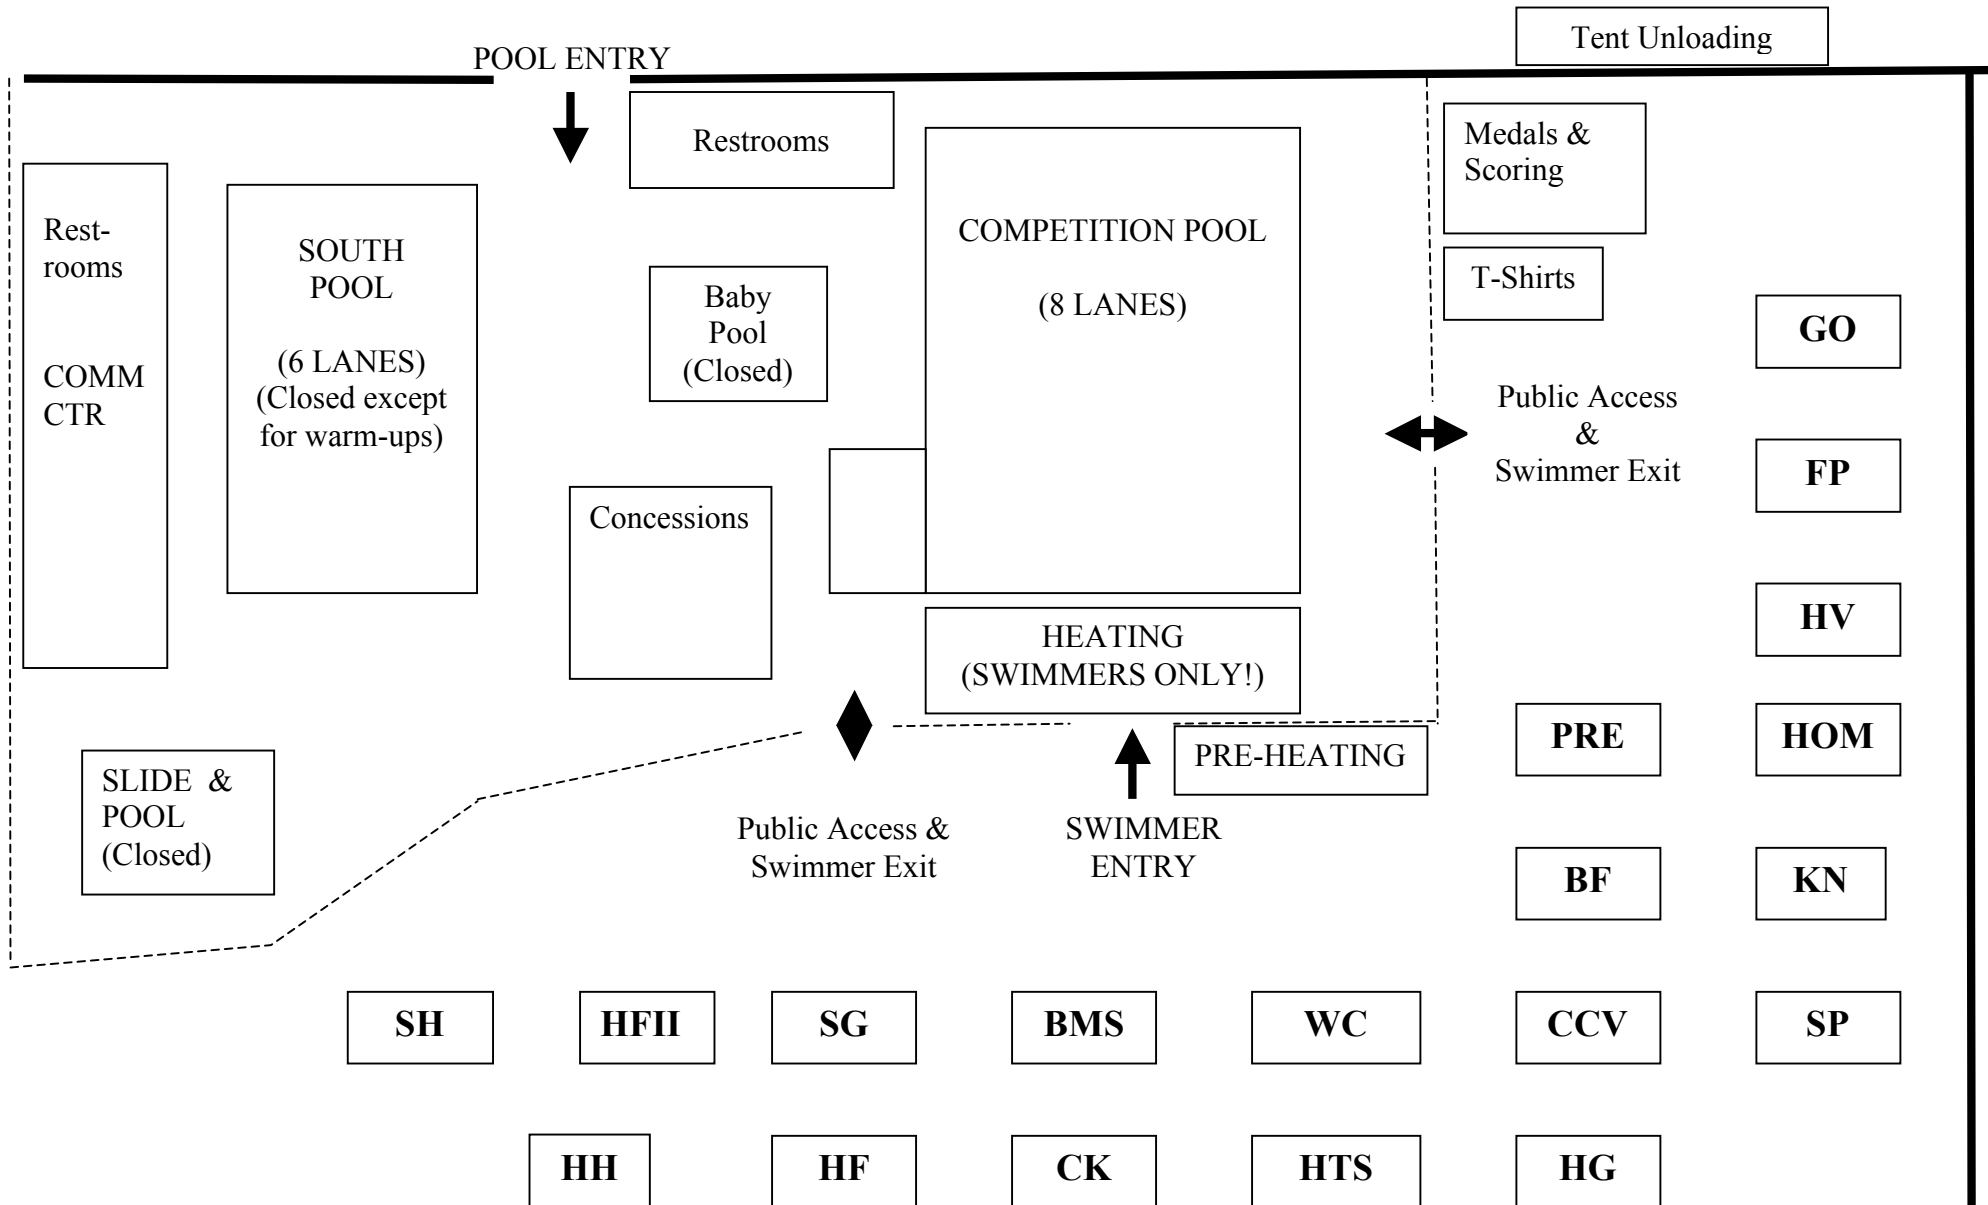 Tent Unloading
POOL ENTRY
Restrooms
Medals &
Scoring
Rest-
rooms
COMM
CTR
SOUTH
POOL
(6 LANES)
(Closed except
for warm-ups)
Baby
Pool
(Closed)
COMPETITION POOL
(8 LANES)
T-Shirts
GO
Public Access
&
Swimmer Exit
FP
Concessions
HV
HEATING
(SWIMMERS ONLY!)
PRE
HOM
PRE-HEATING
SLIDE &
POOL
(Closed)
Public Access &
Swimmer Exit
SWIMMER
ENTRY
BF
KN
SH
HFII
SG
BMS
WC
CCV
SP
HH
HF
CK
HTS
HG